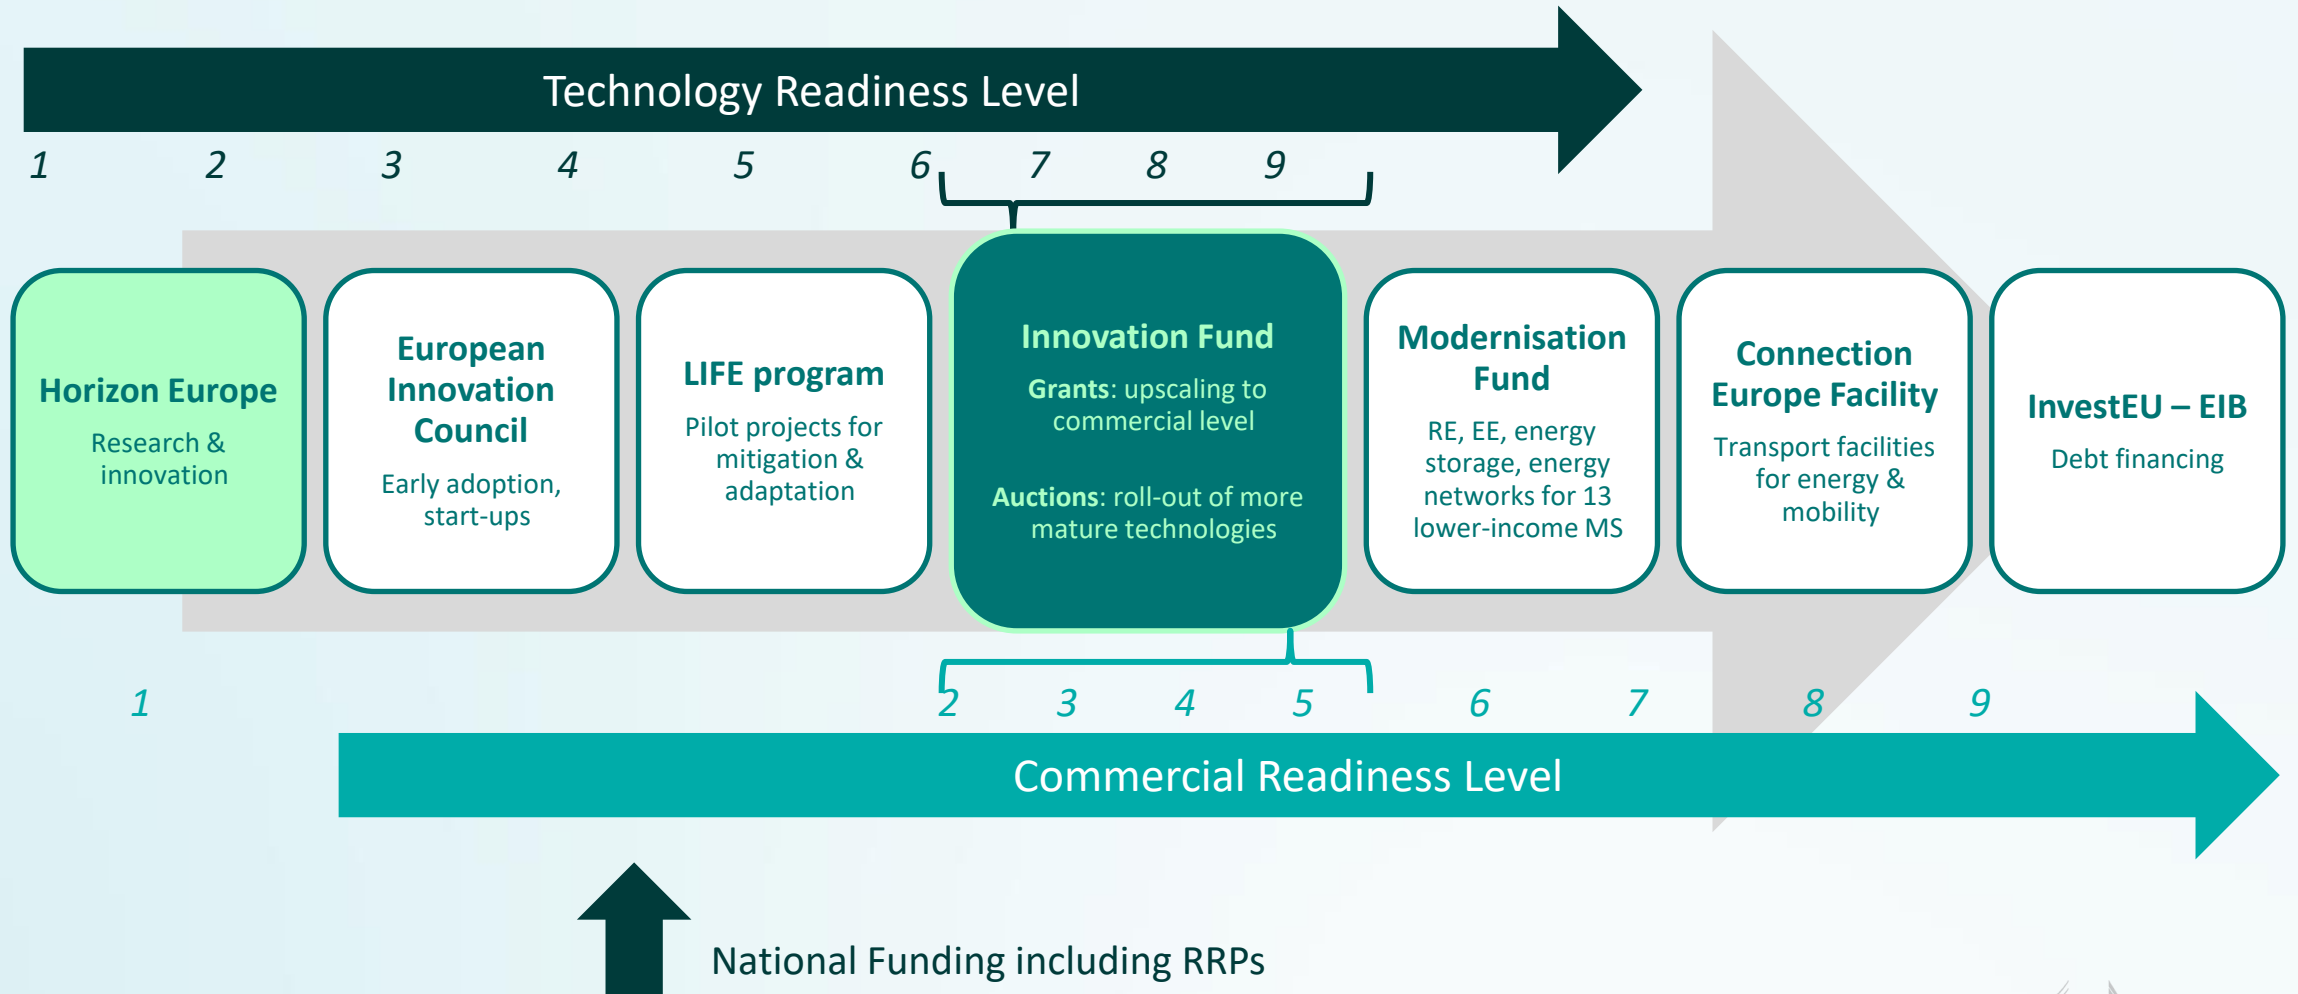 Technology Readiness Level
1 2 3 4 5 6 7 8 9
Horizon Europe
Research &
innovation
European
Innovation
Council
Early adoption,
start-ups
LIFE program
Pilot projects for
mitigation &
adaptation
Innovation Fund
Grants: upscaling to
commercial level
Auctions: roll-out of more
mature technologies
Modernisation
Fund
RE, EE, energy
storage, energy
networks for 13
lower-income MS
Connection
Europe Facility
Transport facilities
for energy &
mobility
InvestEU – EIB
Debt financing
1 2 3 4 5 6 7 8 9
Commercial Readiness Level
National Funding including RRPs